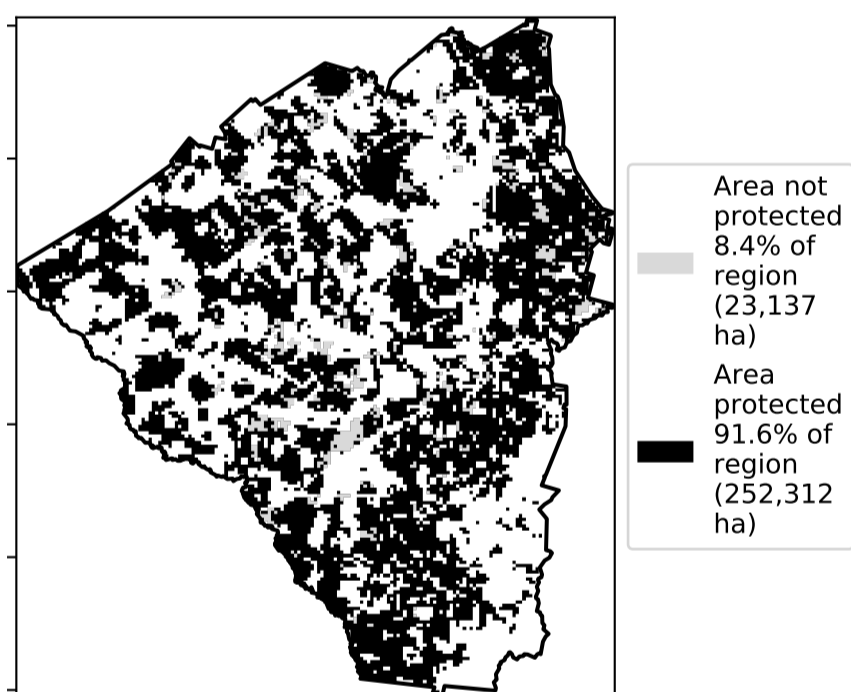 Area not
protected
8.4% of
region
(23,137
ha)
Area
protected
91.6% of
region
(252,312
ha)